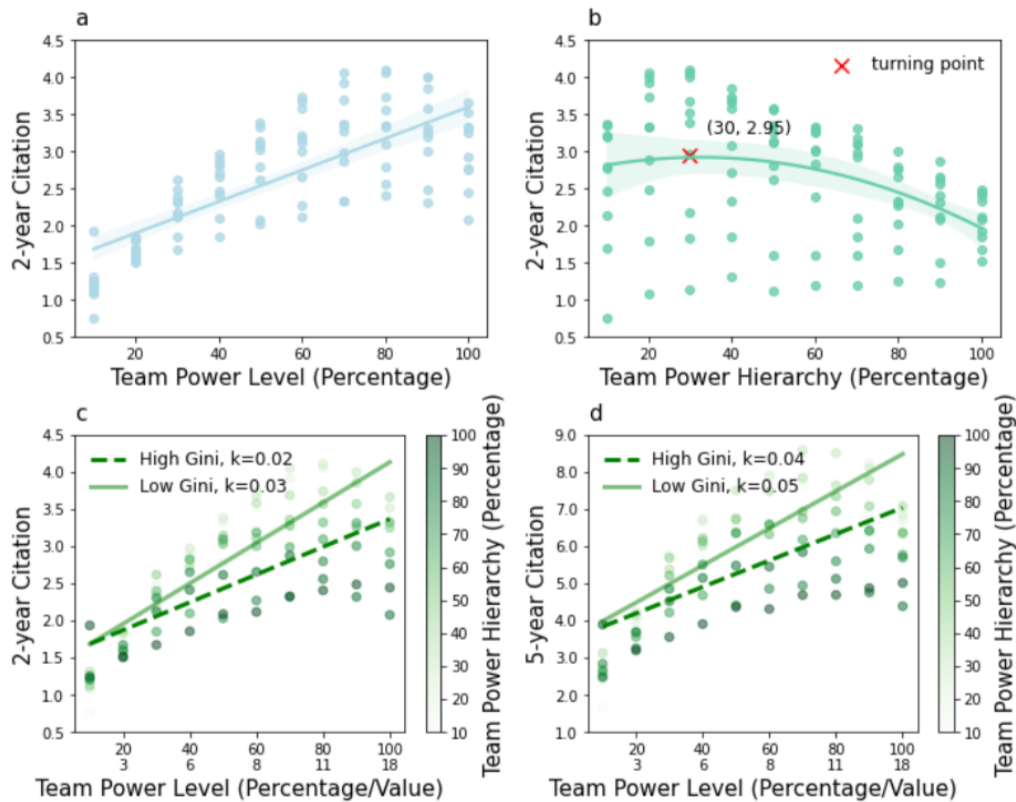 a
4.5
4.0
3.5
3.0
2.5
2.0
1.5
1.0
0.5
2-year Citation
20 40 60 80 100
Team Power Level (Percentage)
b
4.5
4.0
3.5
3.0
2.5
2.0
1.5
1.0
0.5
2-year Citation
turning point
(30, 2.95)
20 40 60 80 100
Team Power Hierarchy (Percentage)
c
4.5
4.0
3.5
3.0
2.5
2.0
1.5
1.0
0.5
2-year Citation
High Gini, k=0.02
Low Gini, k=0.03
20 40 60 80 100
3 6 8 11 18
Team Power Level (Percentage/Value)
100
90
80
70
60
50
40
30
20
10
Team Power Hierarchy (Percentage)
d
9.0
8.0
7.0
6.0
5.0
4.0
3.0
2.0
1.0
5-year Citation
High Gini, k=0.04
Low Gini, k=0.05
20 40 60 80 100
3 6 8 11 18
Team Power Level (Percentage/Value)
100
90
80
70
60
50
40
30
20
10
Team Power Hierarchy (Percentage)